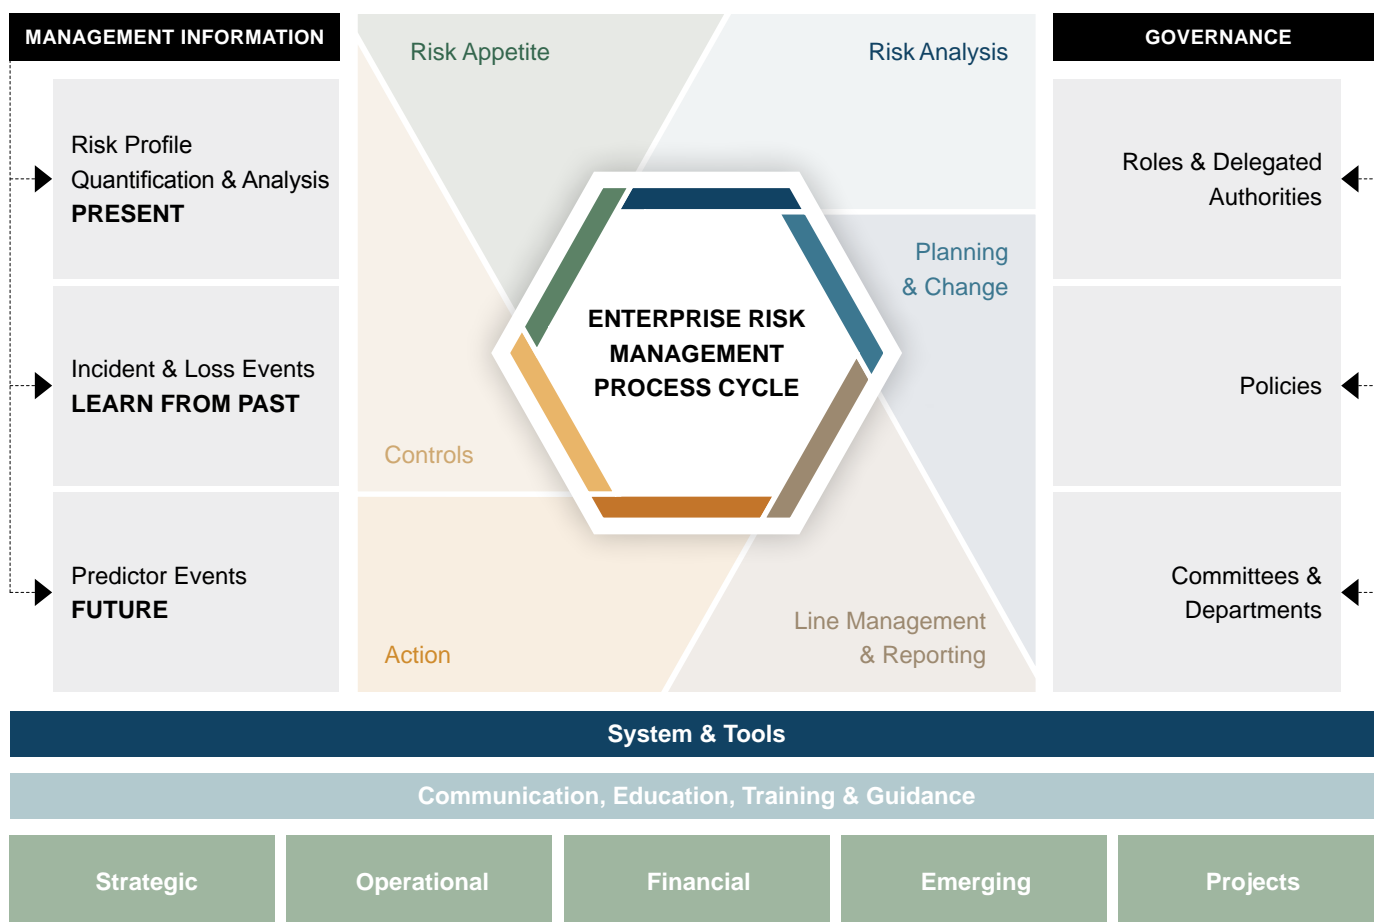 MANAGEMENT INFORMATION
Risk Profile
Quantification & Analysis
PRESENT
Incident & Loss Events
LEARN FROM PAST
Predictor Events
FUTURE
Risk Appetite
Risk Analysis
Planning
& Change
ENTERPRISE RISK
MANAGEMENT
PROCESS CYCLE
Controls
Action
Line Management
& Reporting
GOVERNANCE
Roles & Delegated
Authorities
Policies
Committees &
Departments
System & Tools
Communication, Education, Training & Guidance
Strategic
Operational
Financial
Emerging
Projects